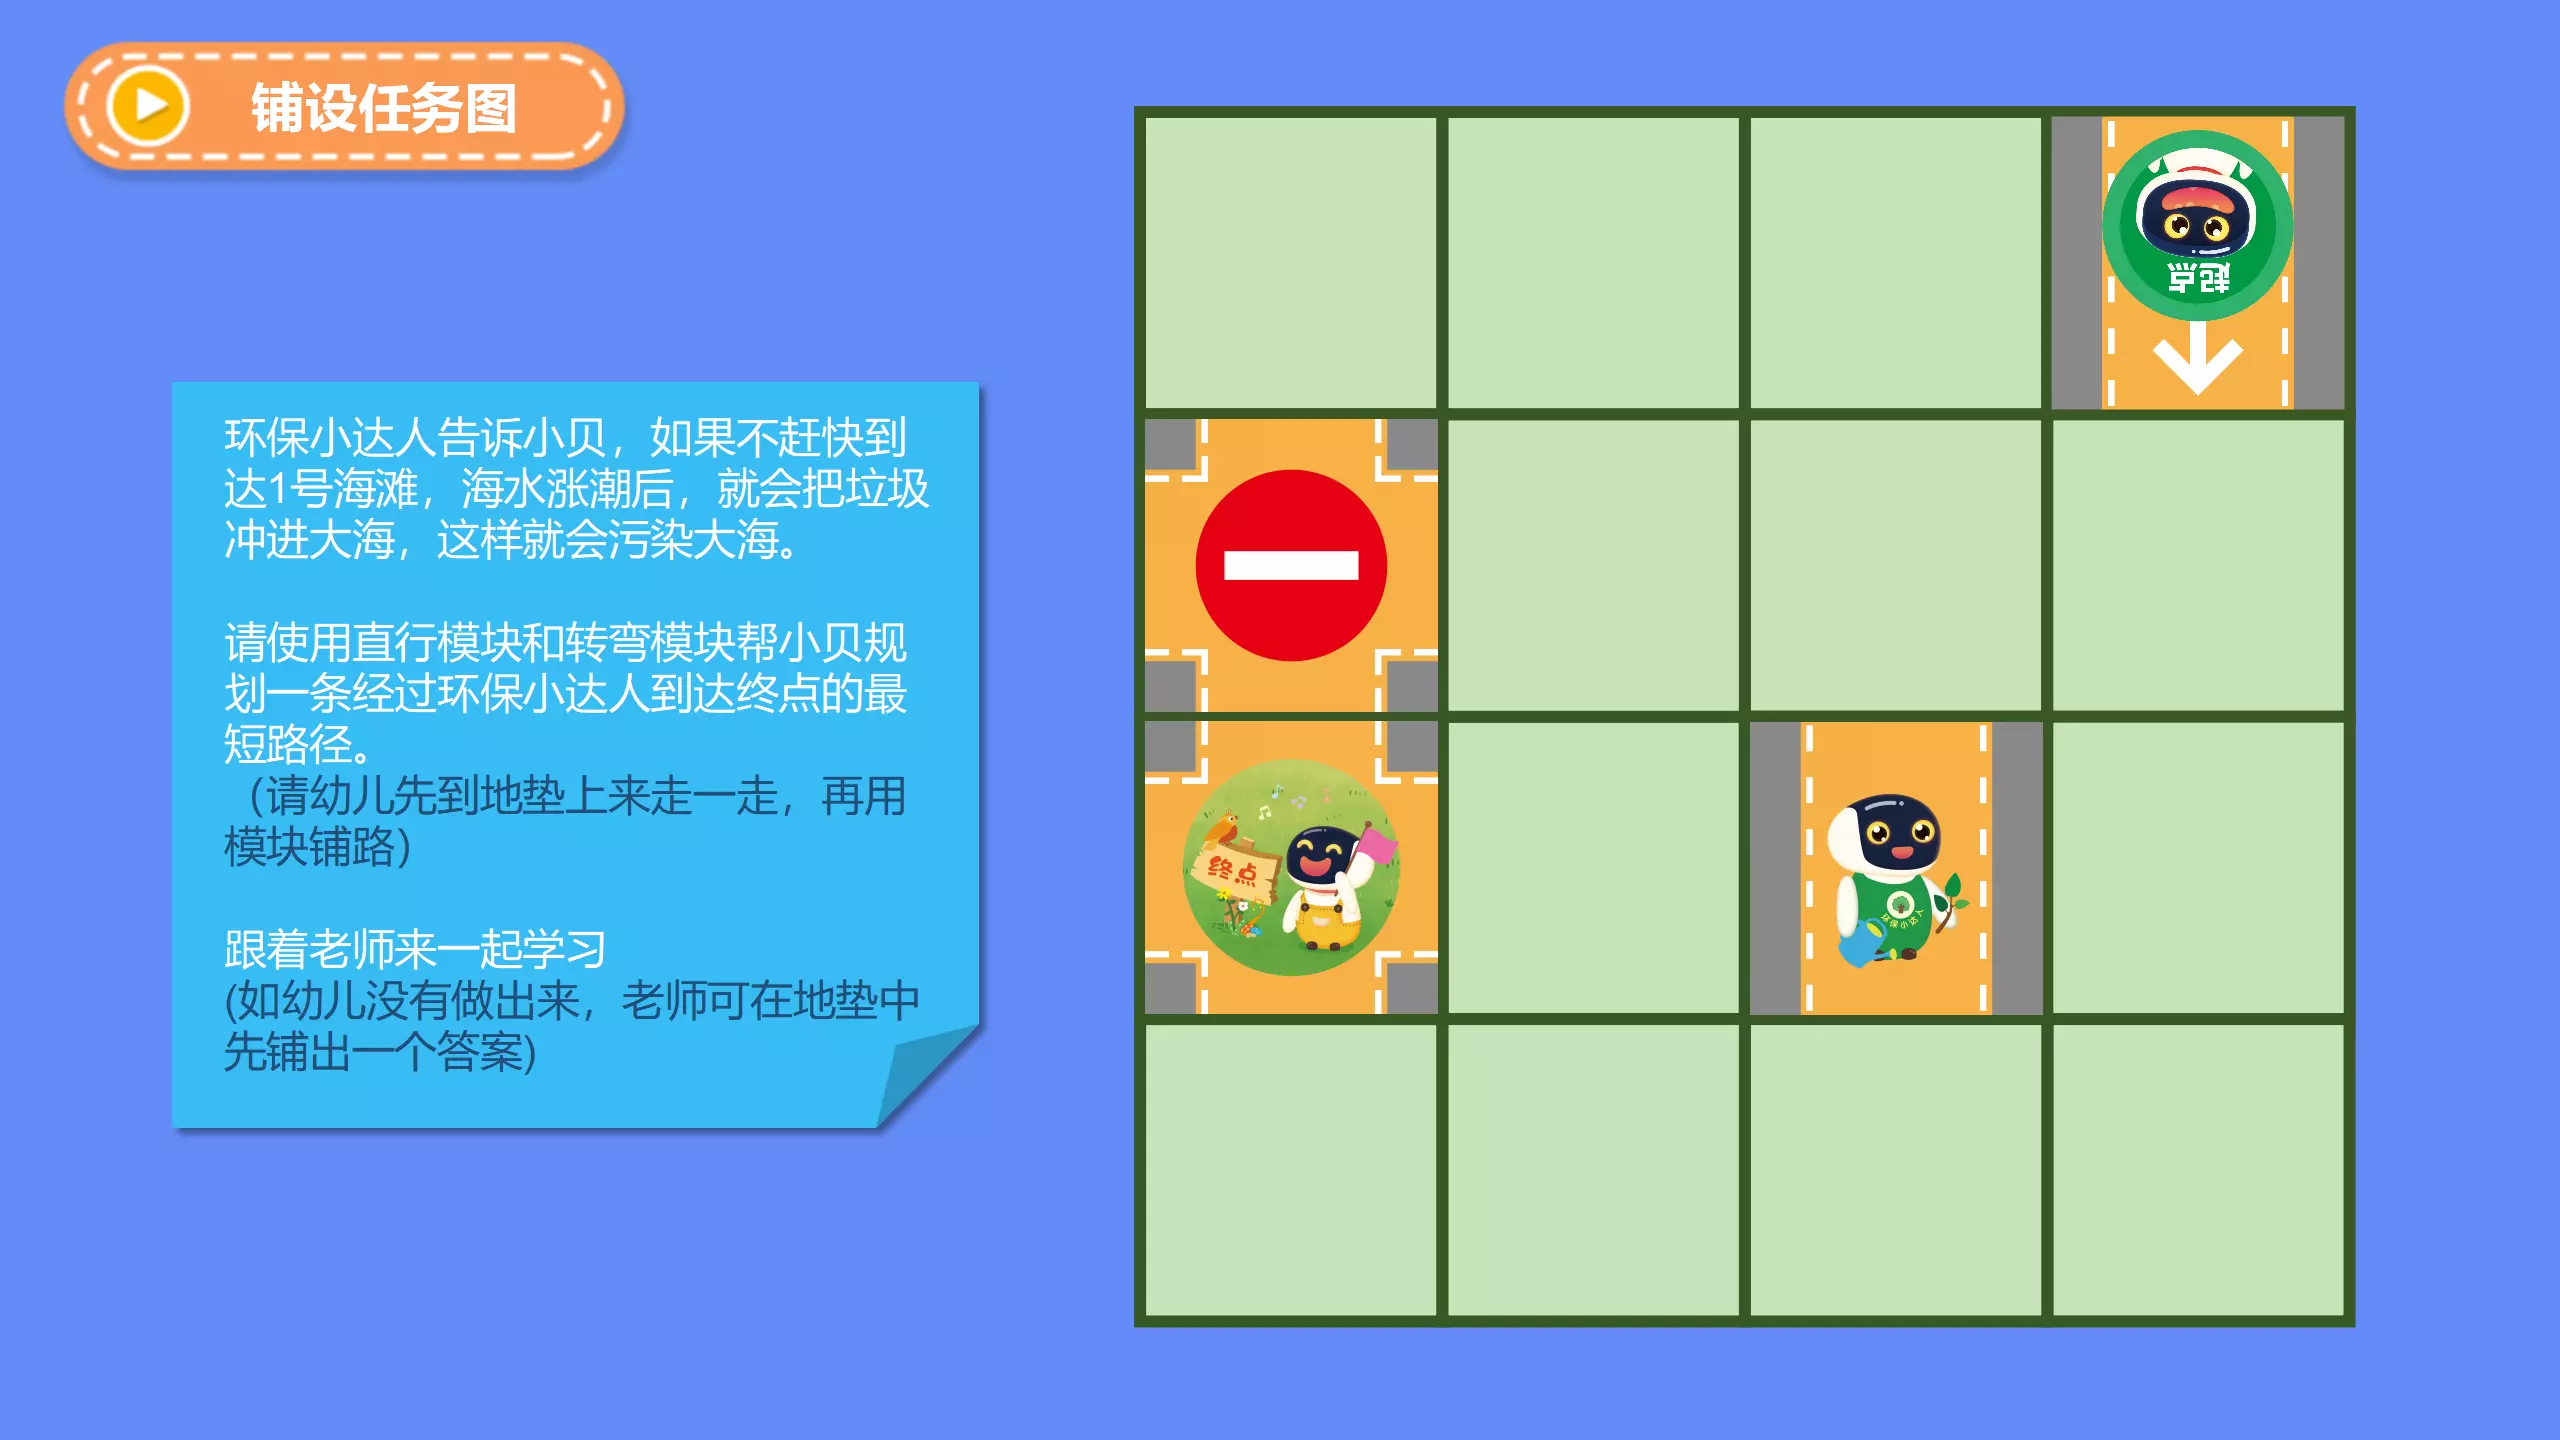 铺设任务图
环保小达人告诉小贝，如果不赶快到
达1号海滩，海水涨潮后，就会把垃圾
冲进大海，这样就会污染大海。
请使用直行模块和转弯模块帮小贝规
划一条经过环保小达人到达终点的最
短路径。
（请幼儿先到地垫上来走一走，再用
模块铺路）
跟着老师来一起学习
(如幼儿没有做出来，老师可在地垫中
先铺出一个答案)
起点
终点
环保小达人